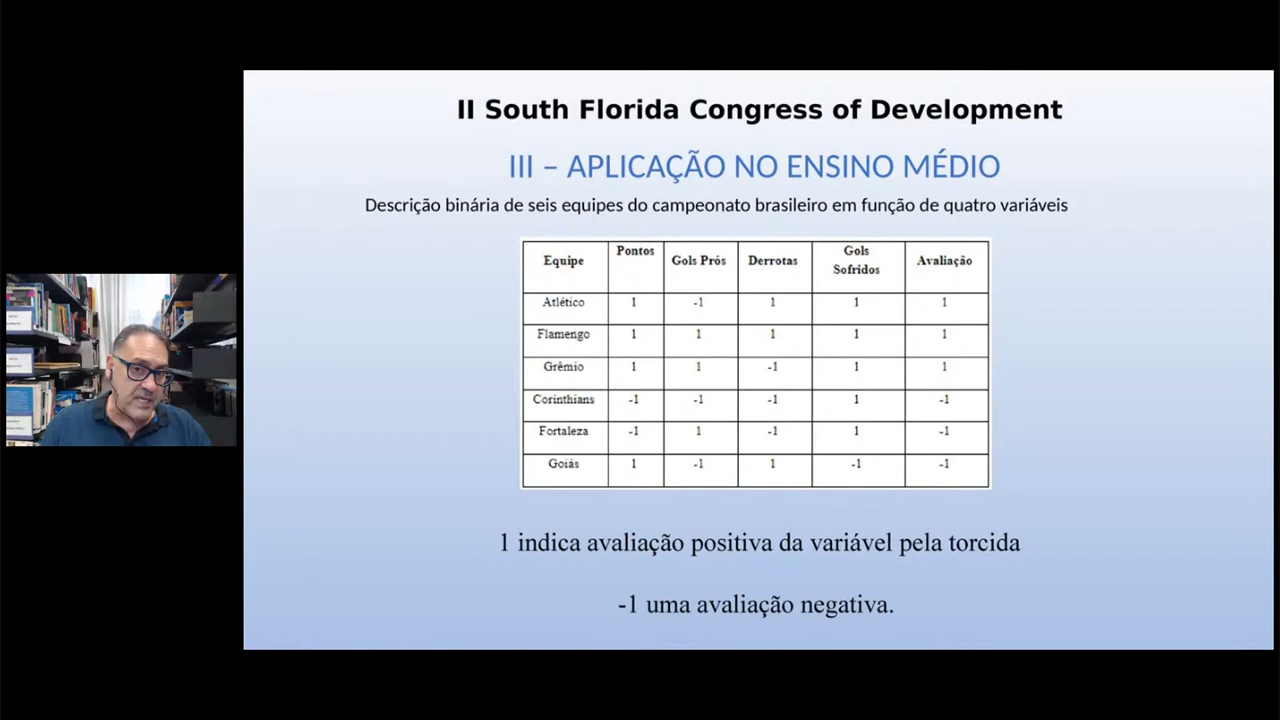 II South Florida Congress of Development
III – APLICAÇÃO NO ENSINO MÉDIO
Descrição binária de seis equipes do campeonato brasileiro em função de quatro variáveis
Equipe Pontos Gols Prós Derrotas Gols Sofridos Avaliação
Atlético 1 -1 1 1 1
Flamengo 1 1 1 1 1
Grêmio 1 1 -1 1 1
Corinthians -1 -1 -1 1 -1
Fortaleza -1 1 -1 1 -1
Goiás 1 -1 1 -1 -1
1 indica avaliação positiva da variável pela torcida
-1 uma avaliação negativa.